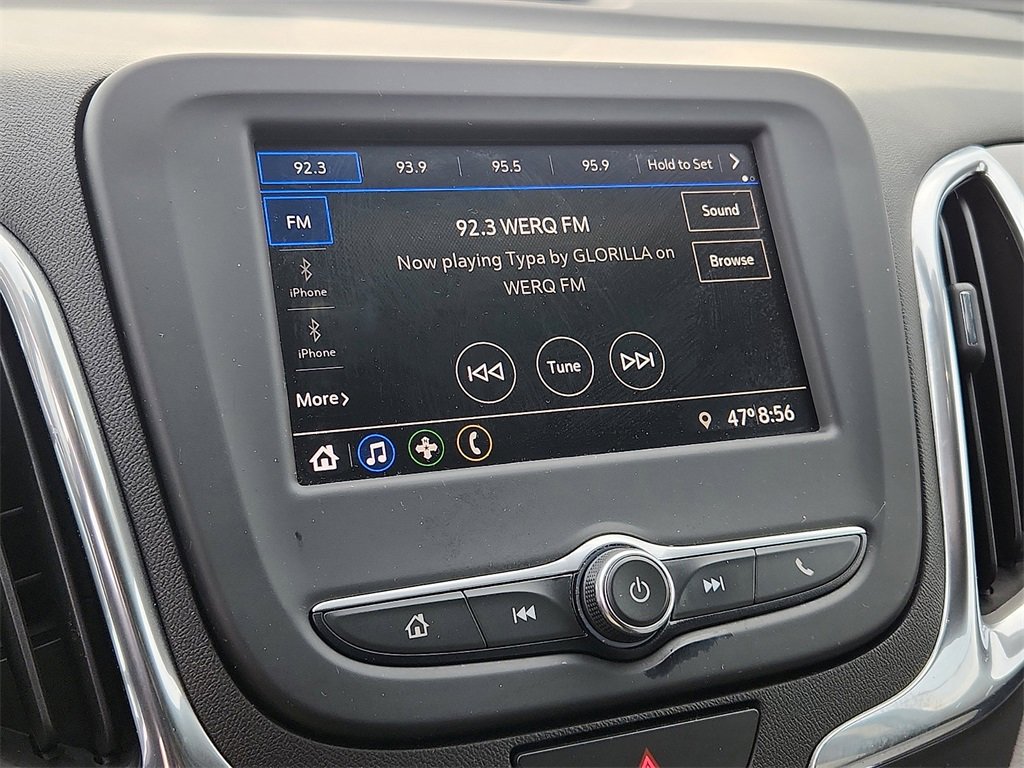 92.3 93.9 95.5 95.9 Hold to Set
FM
92.3 WERQ FM
Sound
Now playing Typa by GLORILLA on
WERQ FM
Browse
iPhone
iPhone
Tune
More
47º 8:56